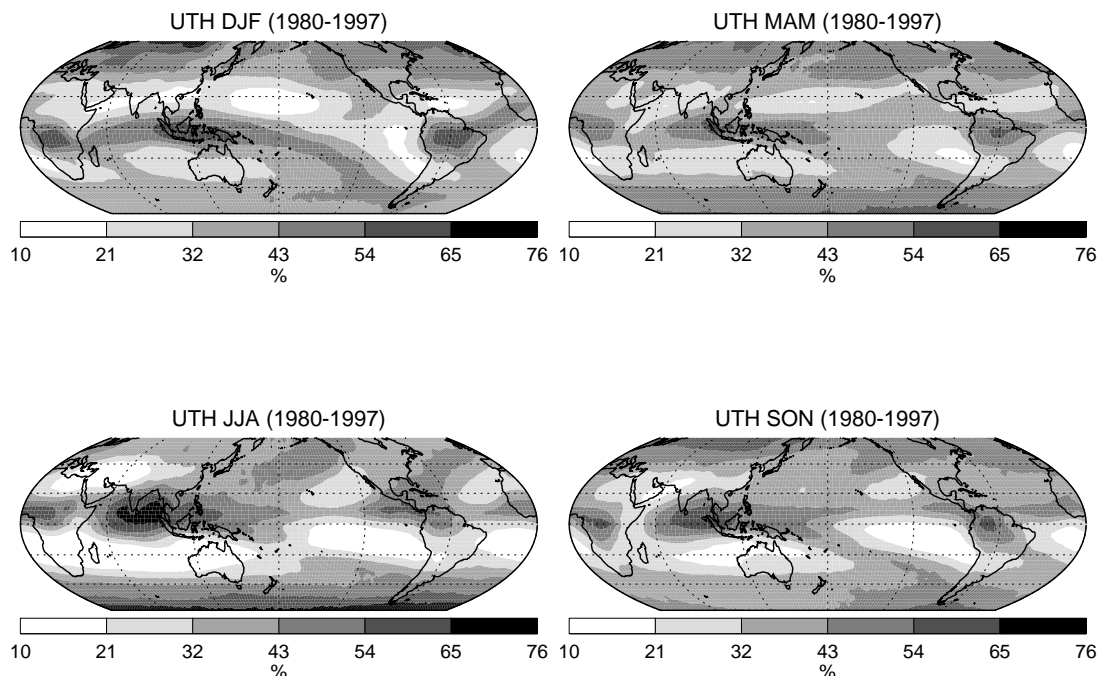 UTH DJF (1980-1997)
10 21 32 43 54 65 76
%
UTH MAM (1980-1997)
10 21 32 43 54 65 76
%
UTH JJA (1980-1997)
10 21 32 43 54 65 76
%
UTH SON (1980-1997)
10 21 32 43 54 65 76
%